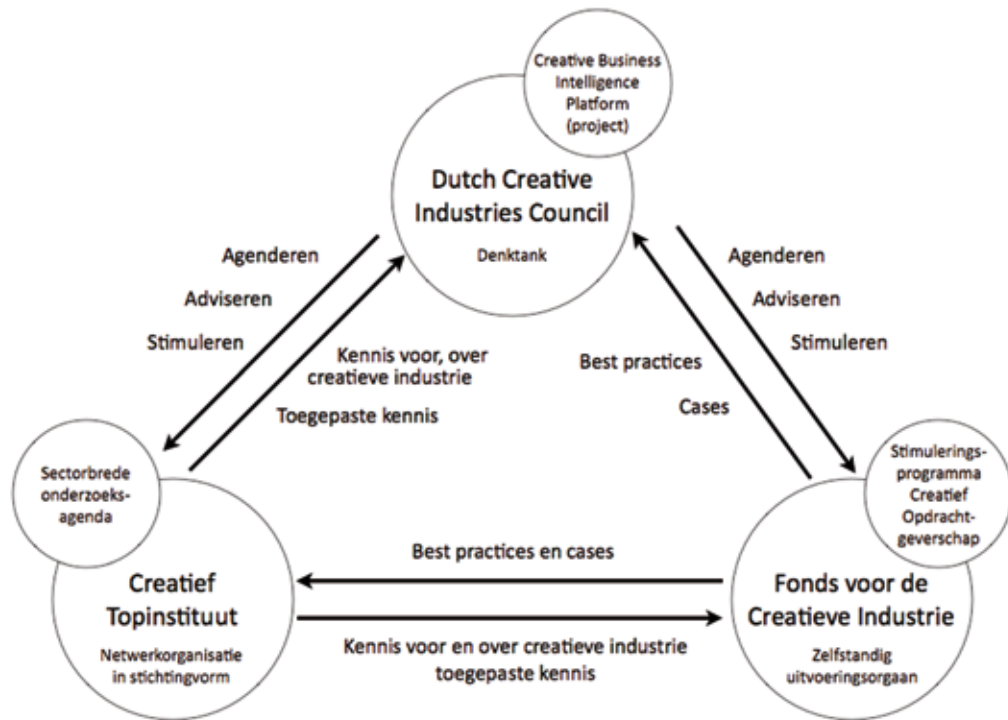 Creative Business
Intelligence
Platform
(project)
Dutch Creative
Industries Council
Denktank
Agenderen
Adviseren
Stimuleren
Kennis voor, over
creatieve industrie
Toegepaste kennis
Agenderen
Adviseren
Stimuleren
Best practices
Cases
Sectorbrede
onderzoeks-
agenda
Creatief
Topinstituut
Netwerkorganisatie
in stichtingvorm
Best practices en cases
Kennis voor en over creatieve industrie
toegepaste kennis
Stimulerings-
programma
Creatief
Opdracht-
geverschap
Fonds voor de
Creatieve Industrie
Zelfstandig
uitvoeringsorgaan